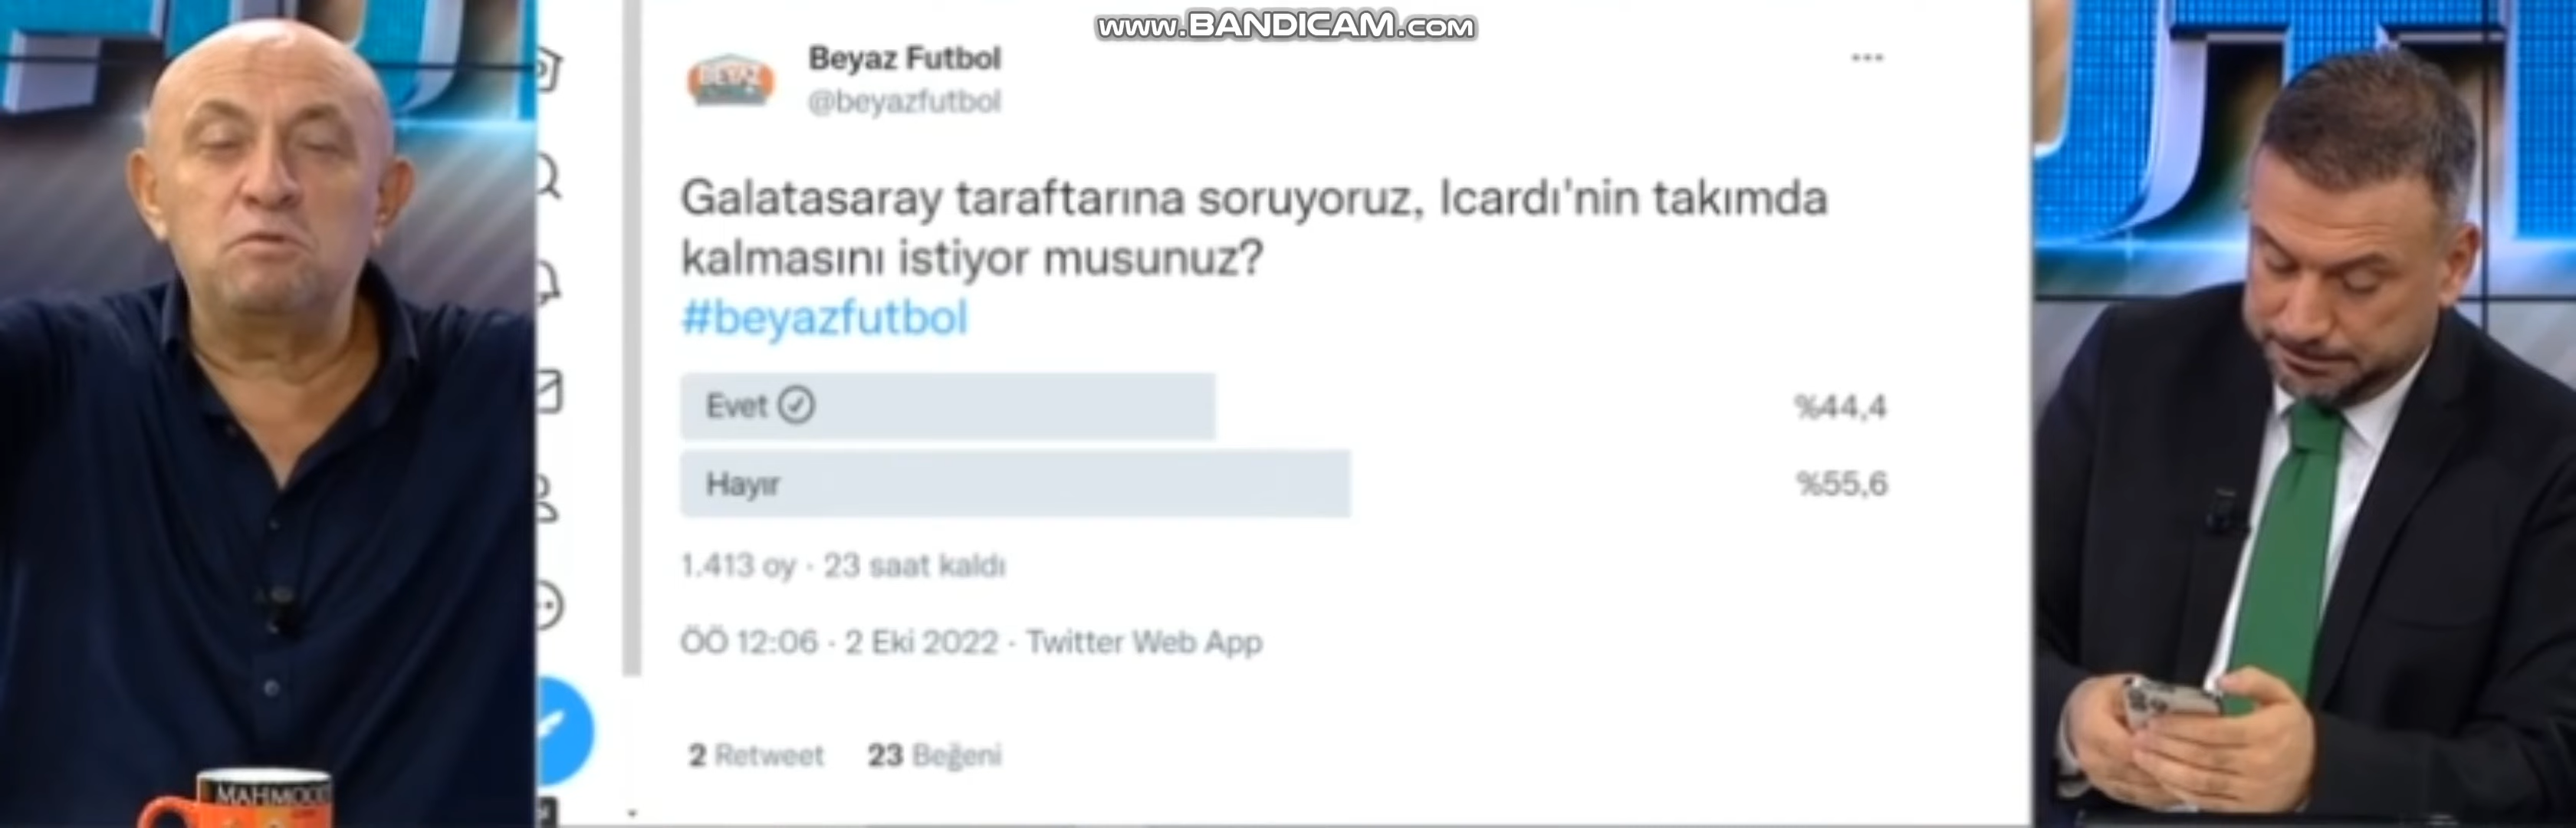 www.BANDICAM.com
BEYAZ
Beyaz Futbol
@beyazfutbol
Galatasaray taraftarına soruyoruz, Icardı'nin takımda
kalmasını istiyor musunuz?
#beyazfutbol
Evet %44,4
Hayır %55,6
1.413 oy · 23 saat kaldı
ÖÖ 12:06 · 2 Eki 2022 · Twitter Web App
2 Retweet 23 Beğeni
MAHMOOD